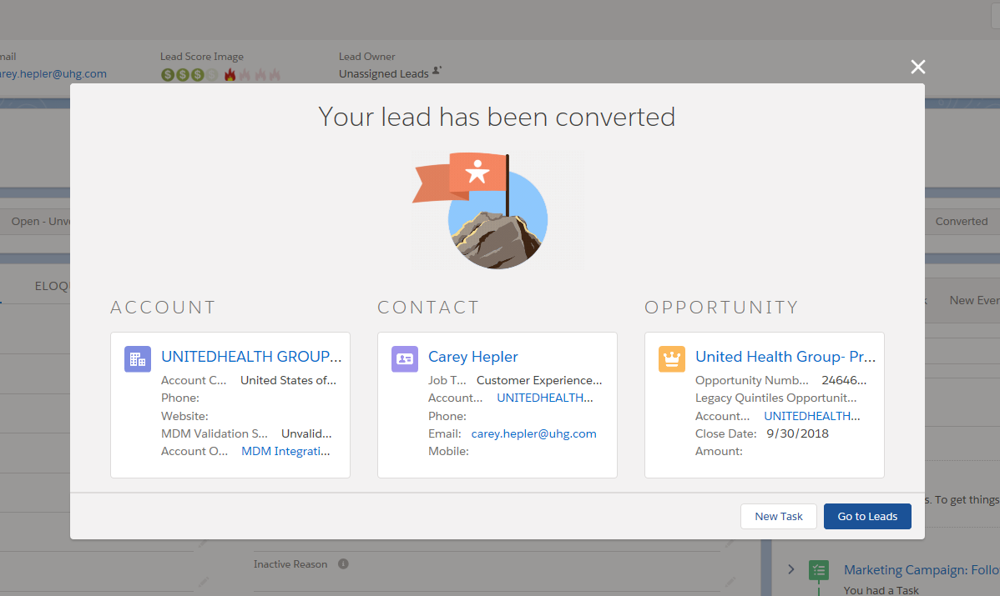 mail
Lead Score Image
Lead Owner
arey.hepler@uhg.com
Unassigned Leads
Your lead has been converted
Open - Unve
Converted
ELOQU
New Ever
ACCOUNT
CONTACT
OPPORTUNITY
UNITEDHEALTH GROUP...
Account C... United States of...
Phone:
Website:
MDM Validation S... Unvalid...
Account O... MDM Integrati...
Carey Hepler
Job T... Customer Experience...
Account... UNITEDHEALTH...
Phone:
Email: carey.hepler@uhg.com
Mobile:
United Health Group- Pr...
Opportunity Numb... 24646...
Legacy Quintiles Opportunit...
Account... UNITEDHEALTH...
Close Date: 9/30/2018
Amount:
s. To get things
New Task
Go to Leads
Inactive Reason
Marketing Campaign: Follo
You had a Task